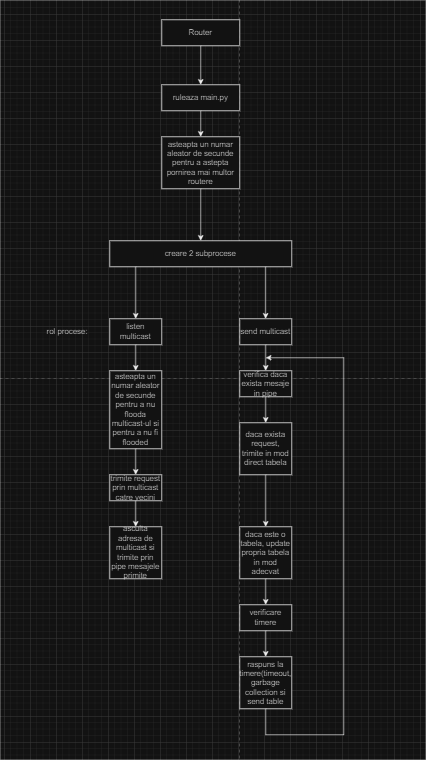 Router
ruleaza main.py
asteapta un numar
aleator de secunde
pentru a astepta
pornirea mai multor
routere
creare 2 subprocese
rol procese:
listen
multicast
asteapta un
numar aleator
de secunde
pentru a nu
flooda
multicast-ul si
pentru a nu fi
flooded
trimite request
prin multicast
catre vecini
asculta
adresa de
multicast si
trimite prin
pipe mesajele
primite
send multicast
verifica daca
exista mesaje
in pipe
daca exista
request,
trimite in mod
direct tabela
daca este o
tabela, update
propria tabela
in mod
adecvat
verificare
timere
raspuns la
timere(timeout,
garbage
collection si
send table